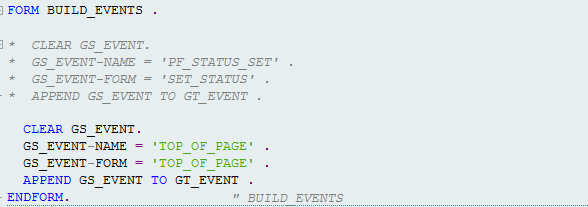 FORM BUILD_EVENTS .
*  CLEAR GS_EVENT.
*  GS_EVENT-NAME = 'PF_STATUS_SET' .
*  GS_EVENT-FORM = 'SET_STATUS' .
*  APPEND GS_EVENT TO GT_EVENT .
CLEAR GS_EVENT.
GS_EVENT-NAME = 'TOP_OF_PAGE' .
GS_EVENT-FORM = 'TOP_OF_PAGE' .
APPEND GS_EVENT TO GT_EVENT .
ENDFORM.                    " BUILD_EVENTS